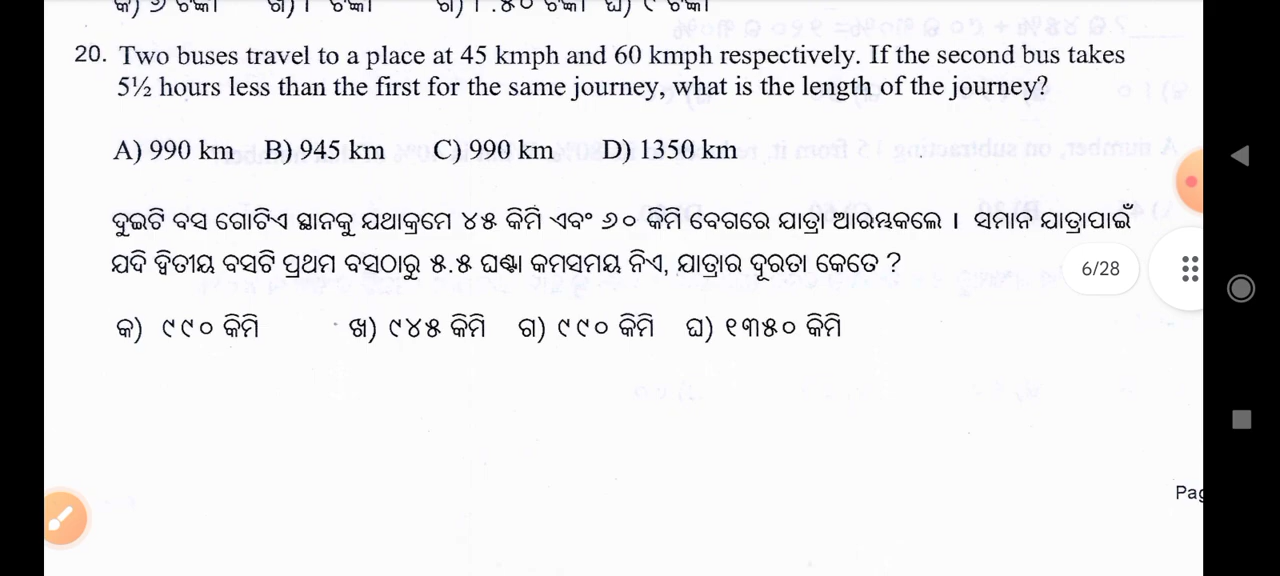 20. Two buses travel to a place at 45 kmph and 60 kmph respectively. If the second bus takes
5½ hours less than the first for the same journey, what is the length of the journey?
A) 990 km B) 945 km C) 990 km D) 1350 km
ଦୁଇଟି ବସ ଗୋଟିଏ ସ୍ଥାନକୁ ଯଥାକ୍ରମେ ୪୫ କିମି ଏବଂ ୬୦ କିମି ବେଗରେ ଯାତ୍ରା ଆରମ୍ଭକଲେ । ସମାନ ଯାତ୍ରାପାଇଁ
ଯଦି ଦ୍ଵିତୀୟ ବସଟି ପ୍ରଥମ ବସଠାରୁ ୫.୫ ଘଣ୍ଟା କମସମୟ ନିଏ, ଯାତ୍ରାର ଦୂରତା କେତେ ?
6/28
କ) ୯୯୦ କିମି ଖ) ୯୪୫ କିମି ଗ) ୯୯୦ କିମି ଘ) ୧୩୫୦ କିମି